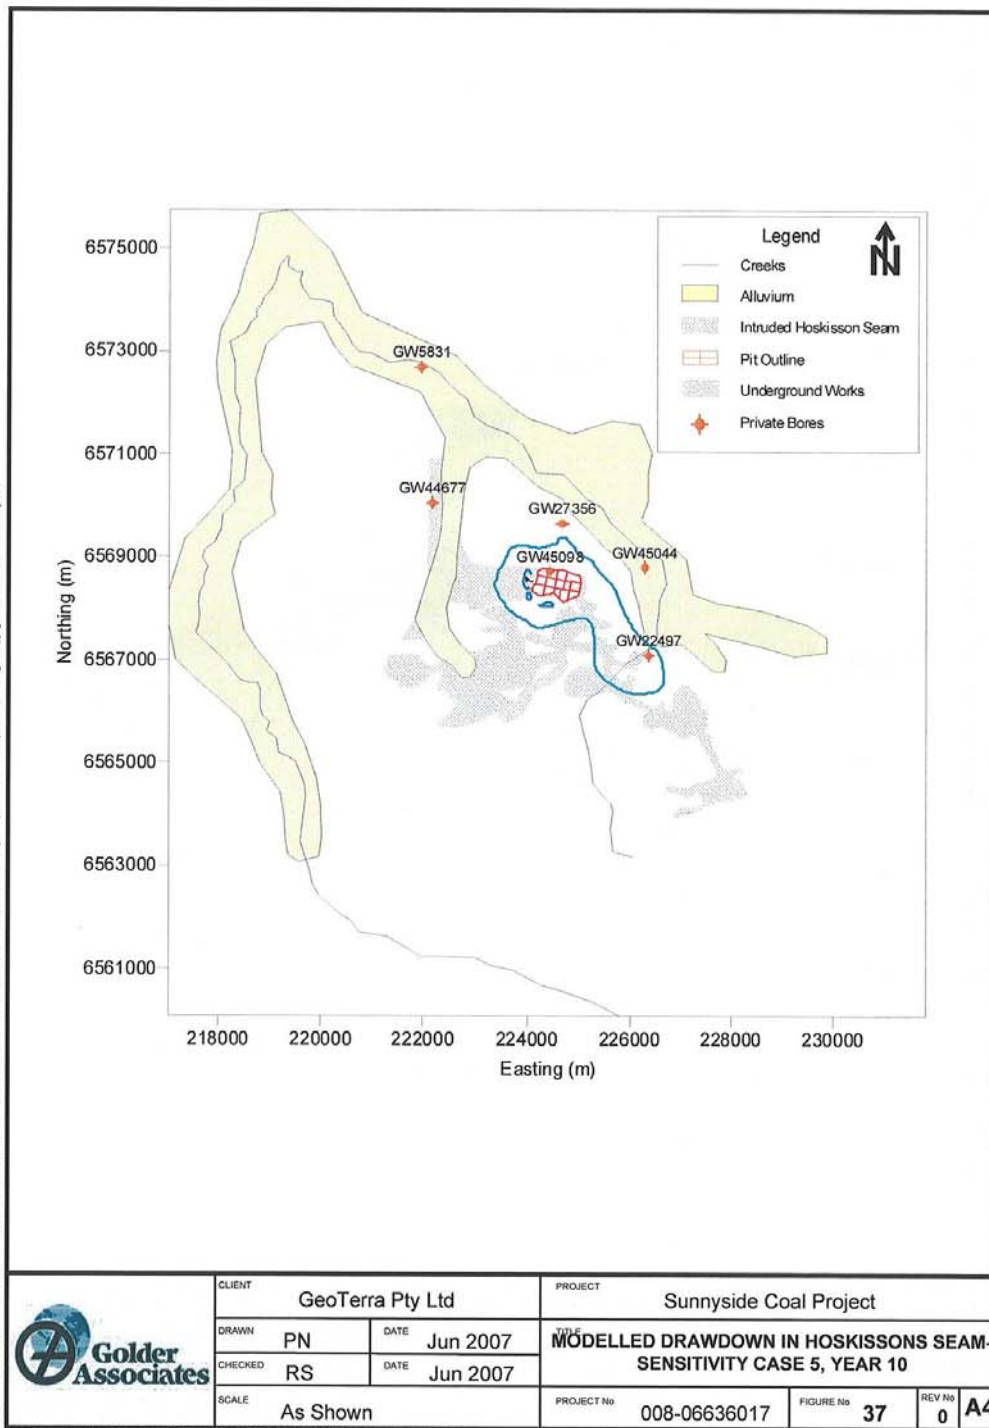 Legend
N
Creeks
Alluvium
Intruded Hoskisson Seam
Pit Outline
Underground Works
Private Bores
6575000
6573000
6571000
6569000
6567000
6565000
6563000
6561000
Northing (m)
GW5831
GW44677
GW27356
GW45098
GW45044
GW22497
218000 220000 222000 224000 226000 228000 230000
Easting (m)
Golder
Associates
CLIENT
GeoTerra Pty Ltd
PROJECT
Sunnyside Coal Project
DRAWN PN DATE Jun 2007
TITLE
MODELLED DRAWDOWN IN HOSKISSONS SEAM-
SENSITIVITY CASE 5, YEAR 10
CHECKED RS DATE Jun 2007
SCALE As Shown
PROJECT No 008-06636017 FIGURE No 37 REV No 0 A4